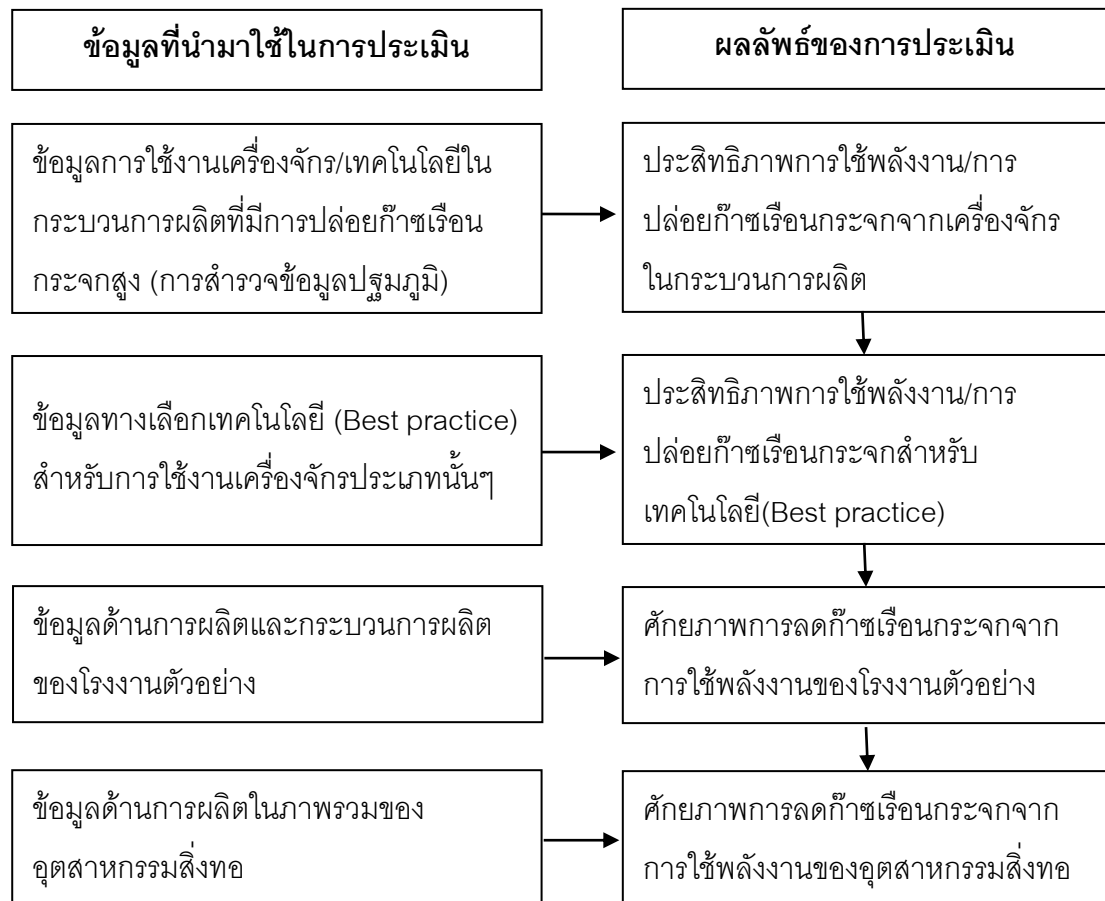 ข้อมูลที่นำมาใช้ในการประเมิน
ผลลัพธ์ของการประเมิน
ข้อมูลการใช้งานเครื่องจักร/เทคโนโลยีใน
กระบวนการผลิตที่มีการปล่อยก๊าซเรือน
กระจกสูง (การสำรวจข้อมูลปฐมภูมิ)
ประสิทธิภาพการใช้พลังงาน/การ
ปล่อยก๊าซเรือนกระจกจากเครื่องจักร
ในกระบวนการผลิต
ข้อมูลทางเลือกเทคโนโลยี (Best practice)
สำหรับการใช้งานเครื่องจักรประเภทนั้นๆ
ประสิทธิภาพการใช้พลังงาน/การ
ปล่อยก๊าซเรือนกระจกสำหรับ
เทคโนโลยี(Best practice)
ข้อมูลด้านการผลิตและกระบวนการผลิต
ของโรงงานตัวอย่าง
ศักยภาพการลดก๊าซเรือนกระจกจาก
การใช้พลังงานของโรงงานตัวอย่าง
ข้อมูลด้านการผลิตในภาพรวมของ
อุตสาหกรรมสิ่งทอ
ศักยภาพการลดก๊าซเรือนกระจกจาก
การใช้พลังงานของอุตสาหกรรมสิ่งทอ